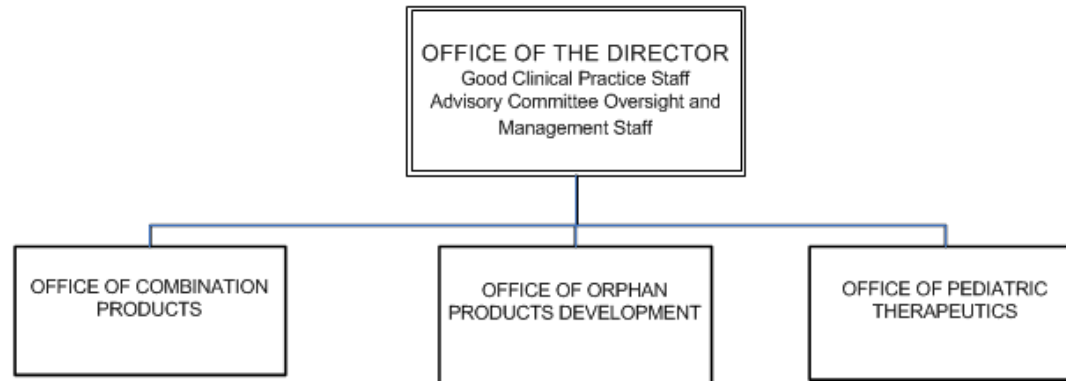 OFFICE OF THE DIRECTOR
Good Clinical Practice Staff
Advisory Committee Oversight and
Management Staff
OFFICE OF COMBINATION
PRODUCTS
OFFICE OF ORPHAN
PRODUCTS DEVELOPMENT
OFFICE OF PEDIATRIC
THERAPEUTICS